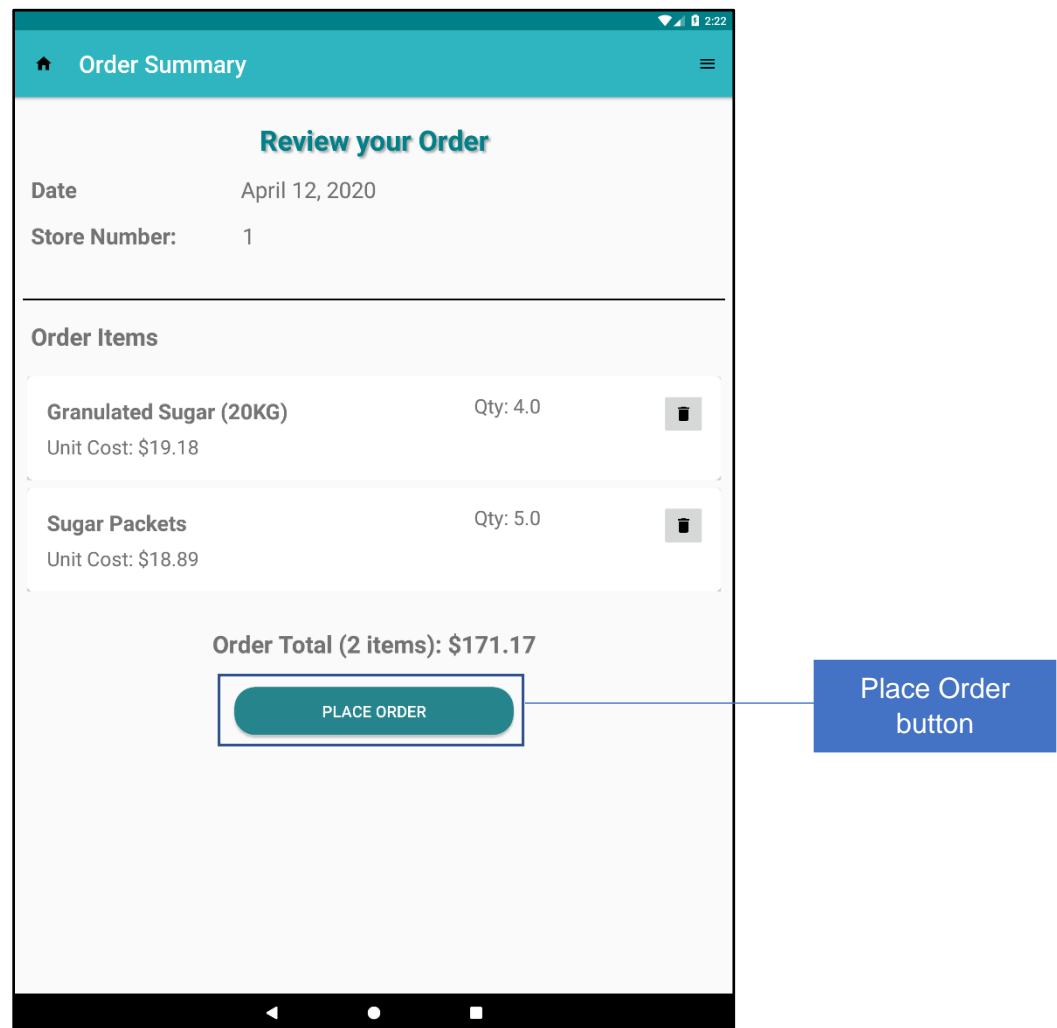 2:22
Order Summary
Review your Order
Date April 12, 2020
Store Number: 1
Order Items
Granulated Sugar (20KG) Qty: 4.0
Unit Cost: $19.18
Sugar Packets Qty: 5.0
Unit Cost: $18.89
Order Total (2 items): $171.17
PLACE ORDER
Place Order
button